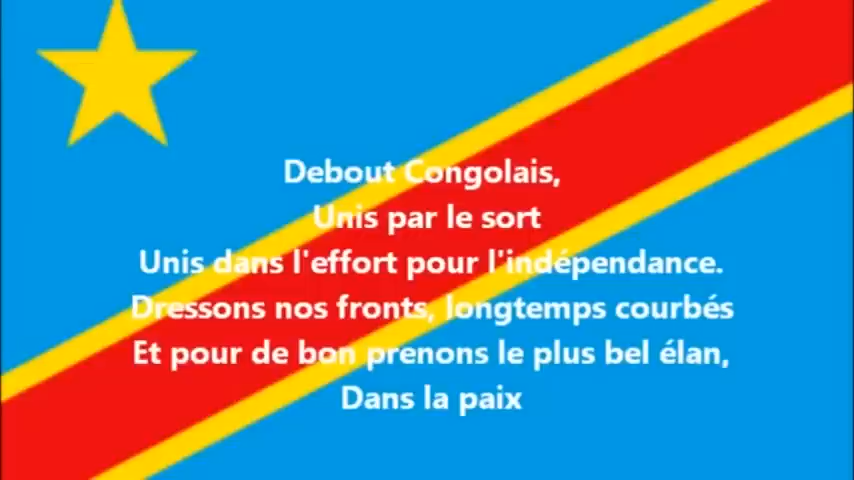 Debout Congolais,
Unis par le sort
Unis dans l'effort pour l'indépendance.
Dressons nos fronts, longtemps courbés
Et pour de bon prenons le plus bel élan,
Dans la paix